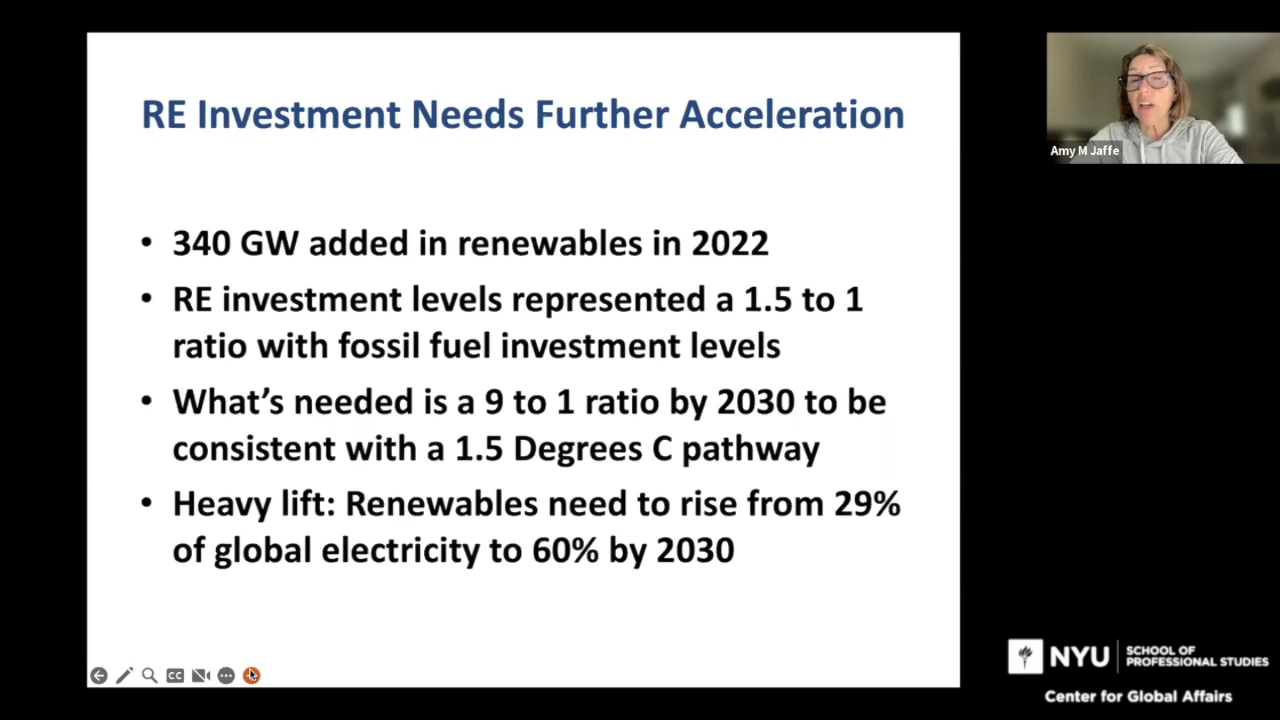 RE Investment Needs Further Acceleration
• 340 GW added in renewables in 2022
• RE investment levels represented a 1.5 to 1
ratio with fossil fuel investment levels
• What's needed is a 9 to 1 ratio by 2030 to be
consistent with a 1.5 Degrees C pathway
• Heavy lift: Renewables need to rise from 29%
of global electricity to 60% by 2030
CC
Amy M Jaffe
NYU
SCHOOL OF
PROFESSIONAL STUDIES
Center for Global Affairs